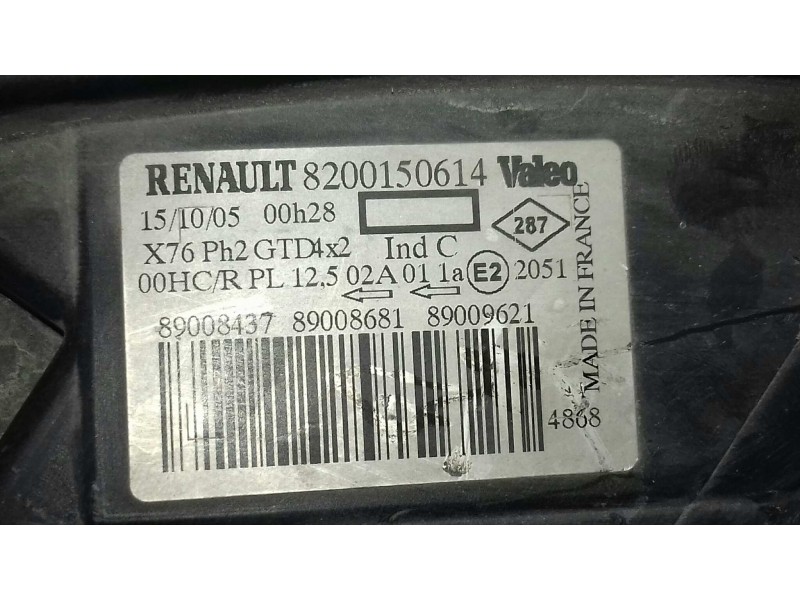 RENAULT 8200150614 Valeo
15/10/05 00h28
287
X76 Ph2 GTD4x2 Ind C
00HC/R PL 12,5 02A 01 1a E2 2051
89008437 89008681 89009621
4868
MADE IN FRANCE